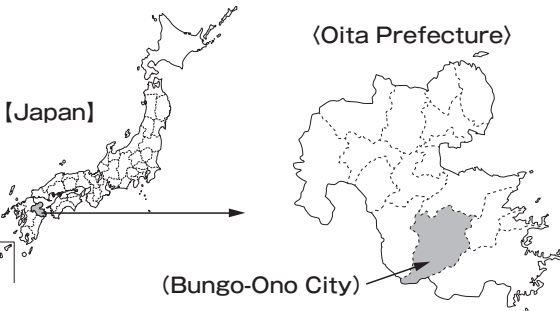 〈Oita Prefecture〉
【Japan】
(Bungo-Ono City)